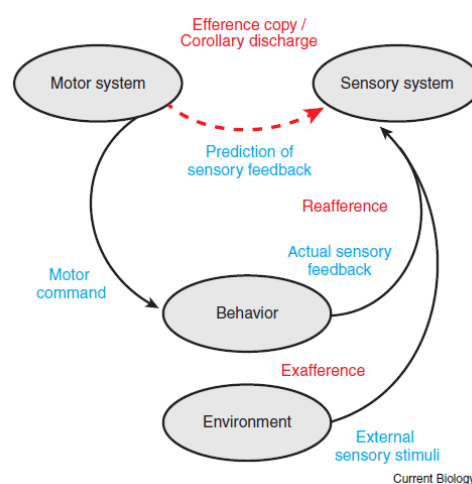 Efference copy /
Corollary discharge
Motor system
Sensory system
Prediction of
sensory feedback
Reafference
Actual sensory
feedback
Motor
command
Behavior
Exafference
Environment
External
sensory stimuli
Current Biology